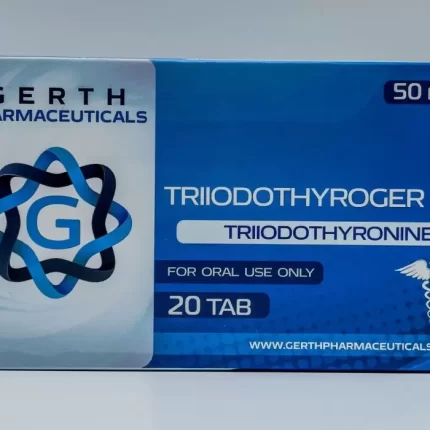 GERTH
ARMACEUTICALS
G
50
TRIIODOTHYROGER
TRIIODOTHYRONINE
FOR ORAL USE ONLY
20 TAB
WWW.GERTHPHARMACEUTICALS